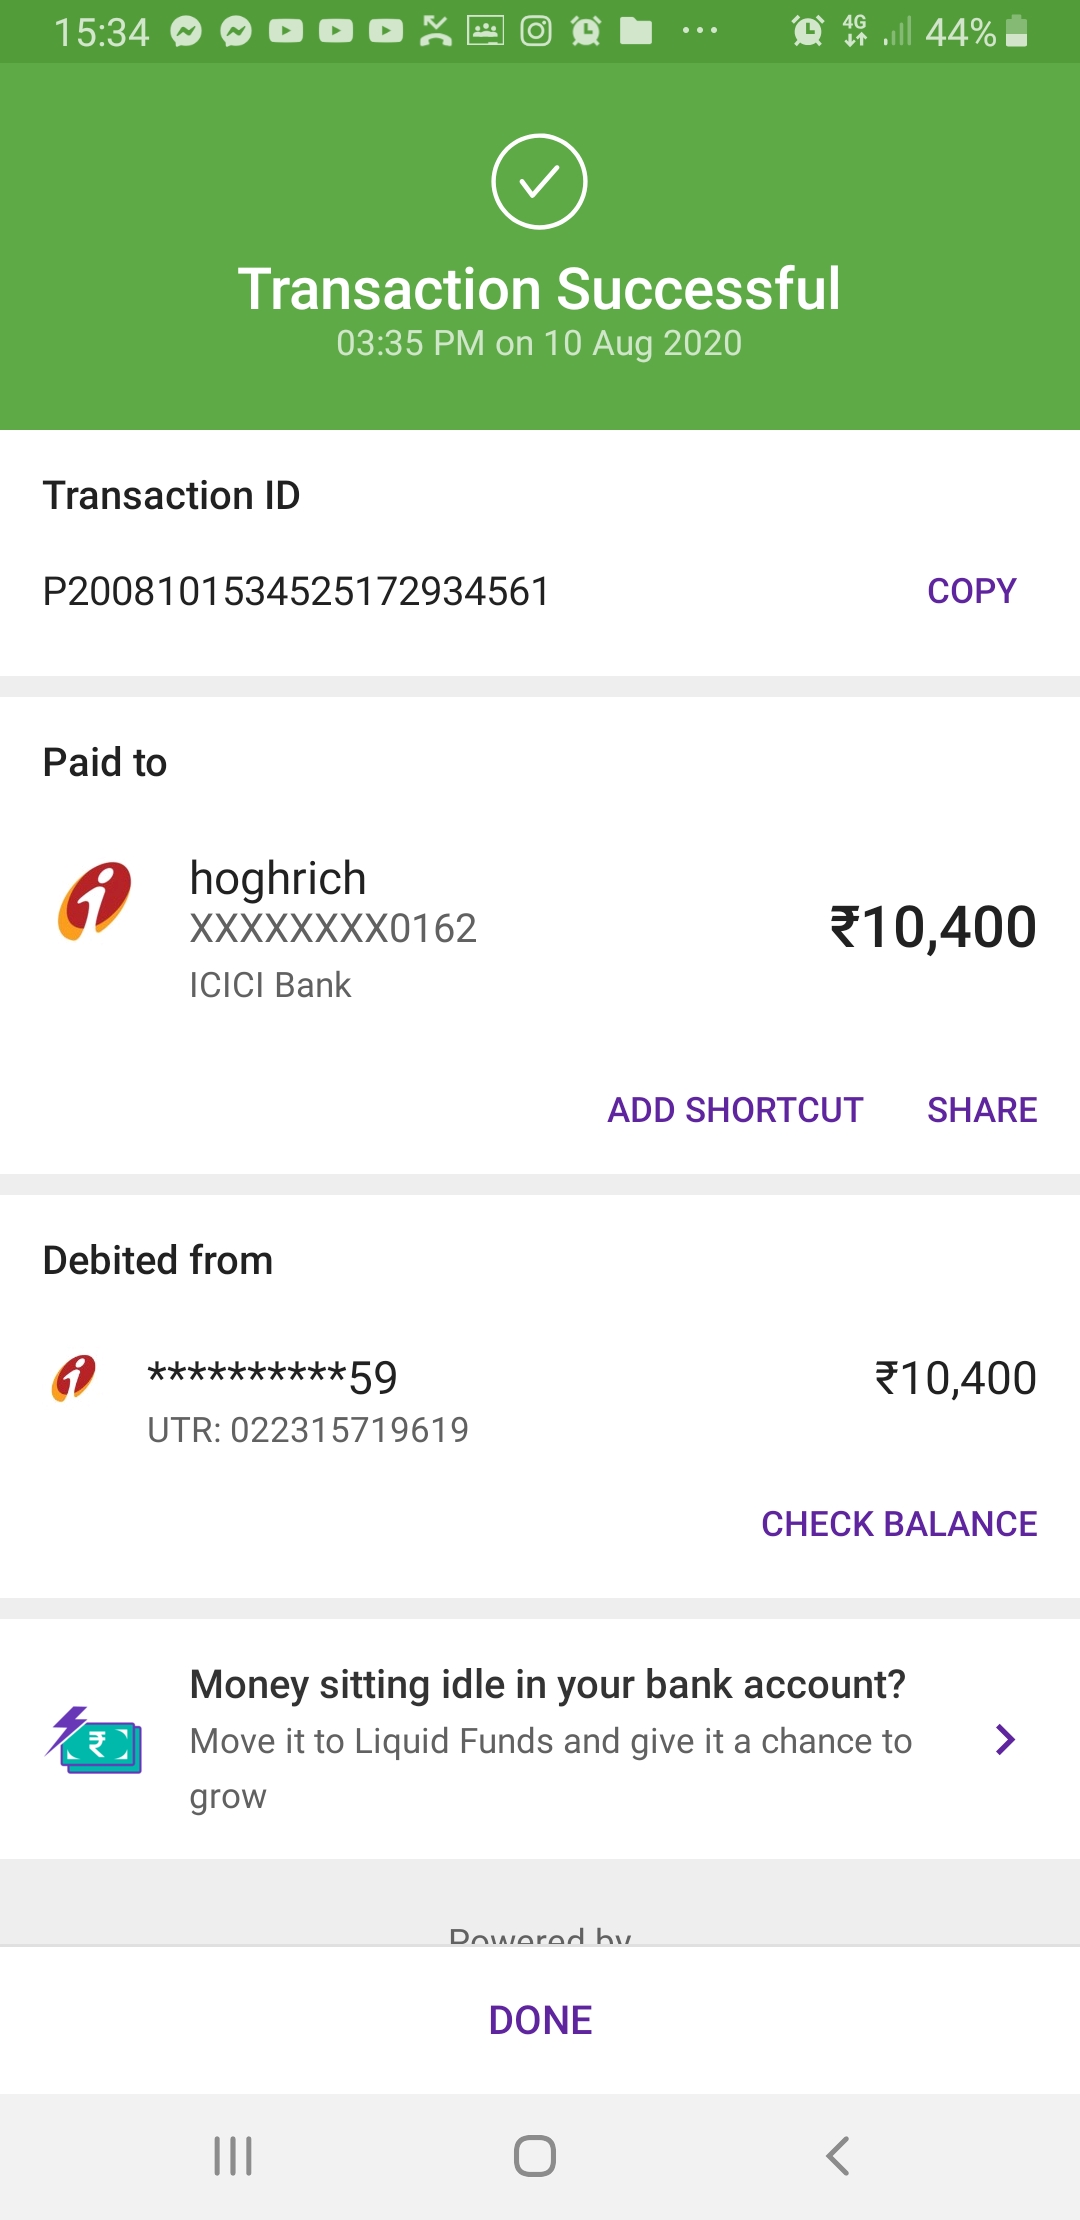 15:34 4G 44%
Transaction Successful
03:35 PM on 10 Aug 2020
Transaction ID
P2008101534525172934561 COPY
Paid to
hoghrich
XXXXXXXX0162 ₹10,400
ICICI Bank
ADD SHORTCUT SHARE
Debited from
**********59 ₹10,400
UTR: 022315719619
CHECK BALANCE
Money sitting idle in your bank account?
Move it to Liquid Funds and give it a chance to
grow
Powered by
DONE